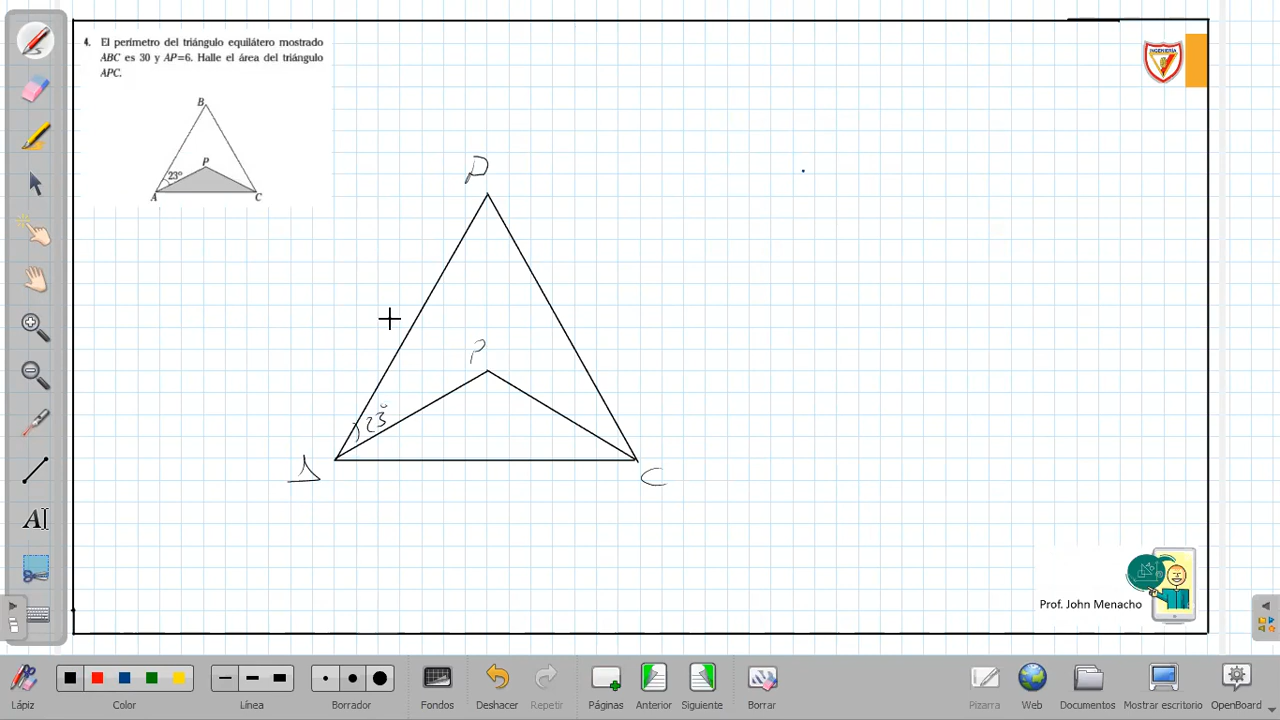 4. El perímetro del triángulo equilátero mostrado
ABC es 30 y AP=6. Halle el área del triángulo
APC.
B
P
23°
A
C
INGENIERÍA
P
23°
A
C
Prof. John Menacho
Lápiz
Color
Línea
Borrador
Fondos
Deshacer
Repetir
Páginas
Anterior
Siguiente
Borrar
Pizarra
Web
Documentos
Mostrar escritorio
OpenBoard